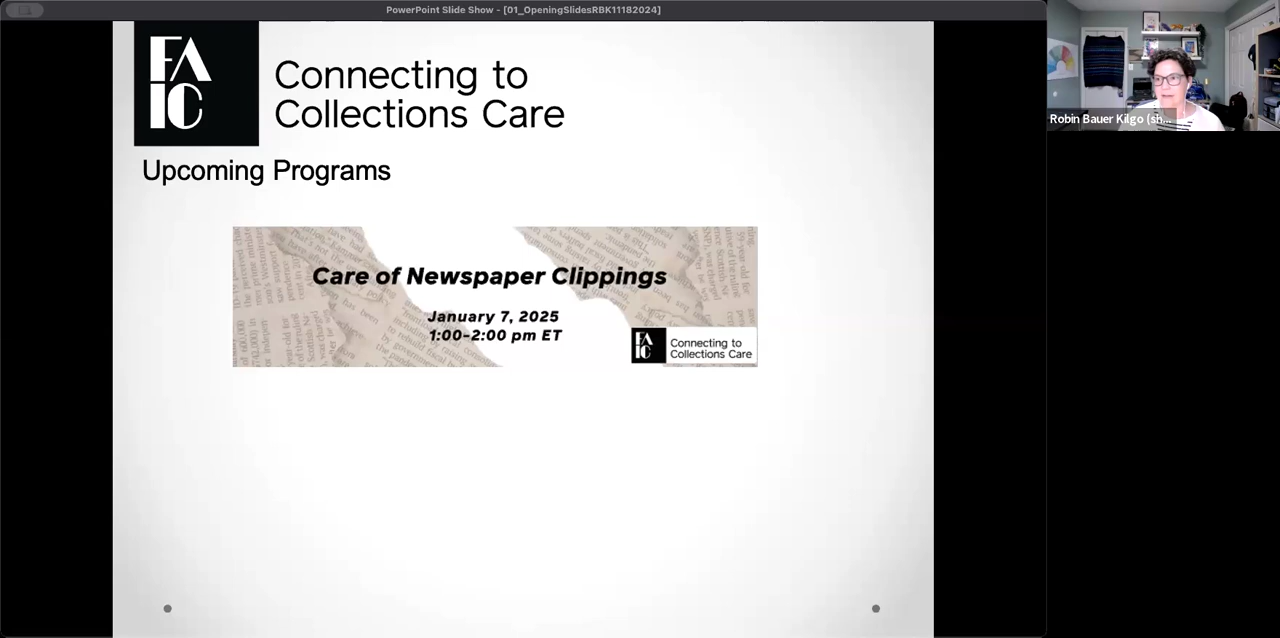 PowerPoint Slide Show - [01_OpeningSlidesRBK11182024]
FA
IC
Connecting to
Collections Care
Upcoming Programs
Care of Newspaper Clippings
January 7, 2025
1:00-2:00 pm ET
FA
IC
Connecting to
Collections Care
Robin Bauer Kilgo (sh...